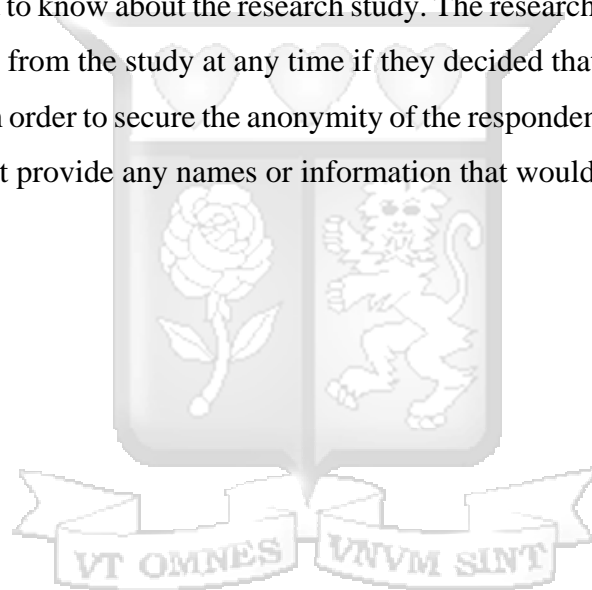 to know about the research study. The research
from the study at any time if they decided that
order to secure the anonymity of the responden
provide any names or information that would
VT OMNES VNVM SINT